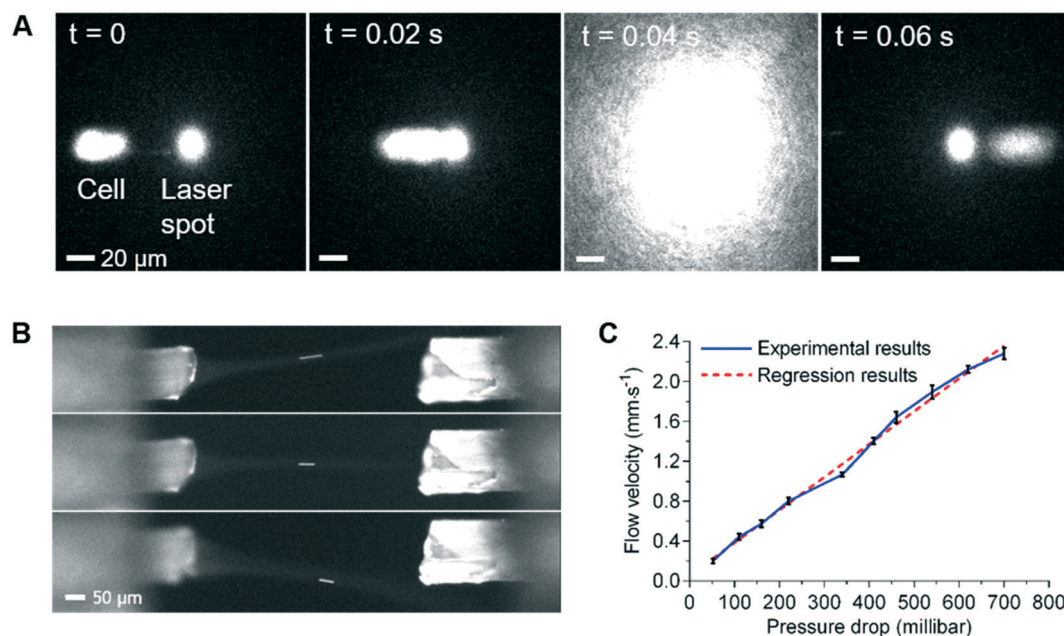 A
t = 0
t = 0.02 s
t = 0.04 s
t = 0.06 s
Cell
Laser
spot
20 µm
B
50 µm
C
Experimental results
Regression results
Flow velocity (mm·s⁻¹)
2.4
2.0
1.6
1.2
0.8
0.4
0.0
0 100 200 300 400 500 600 700 800
Pressure drop (millibar)